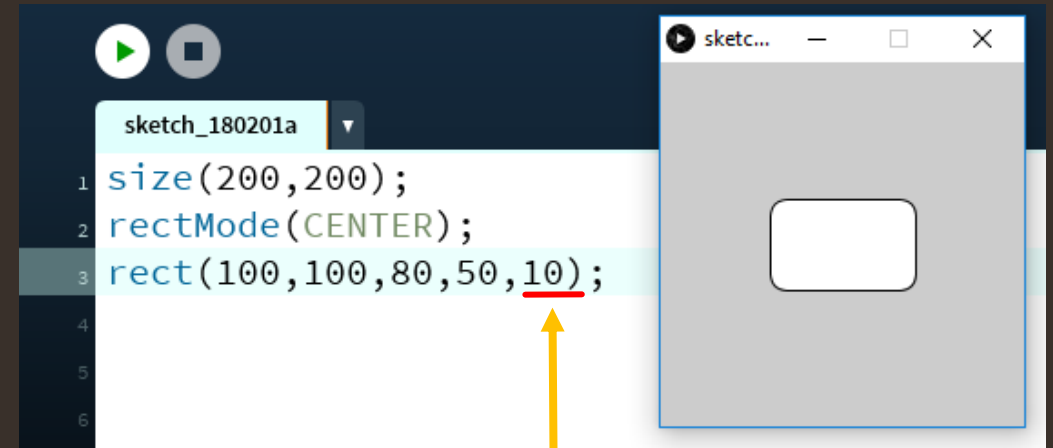 sketc...
sketch_180201a
1 size(200,200);
2 rectMode(CENTER);
3 rect(100,100,80,50,10);
4
5
6